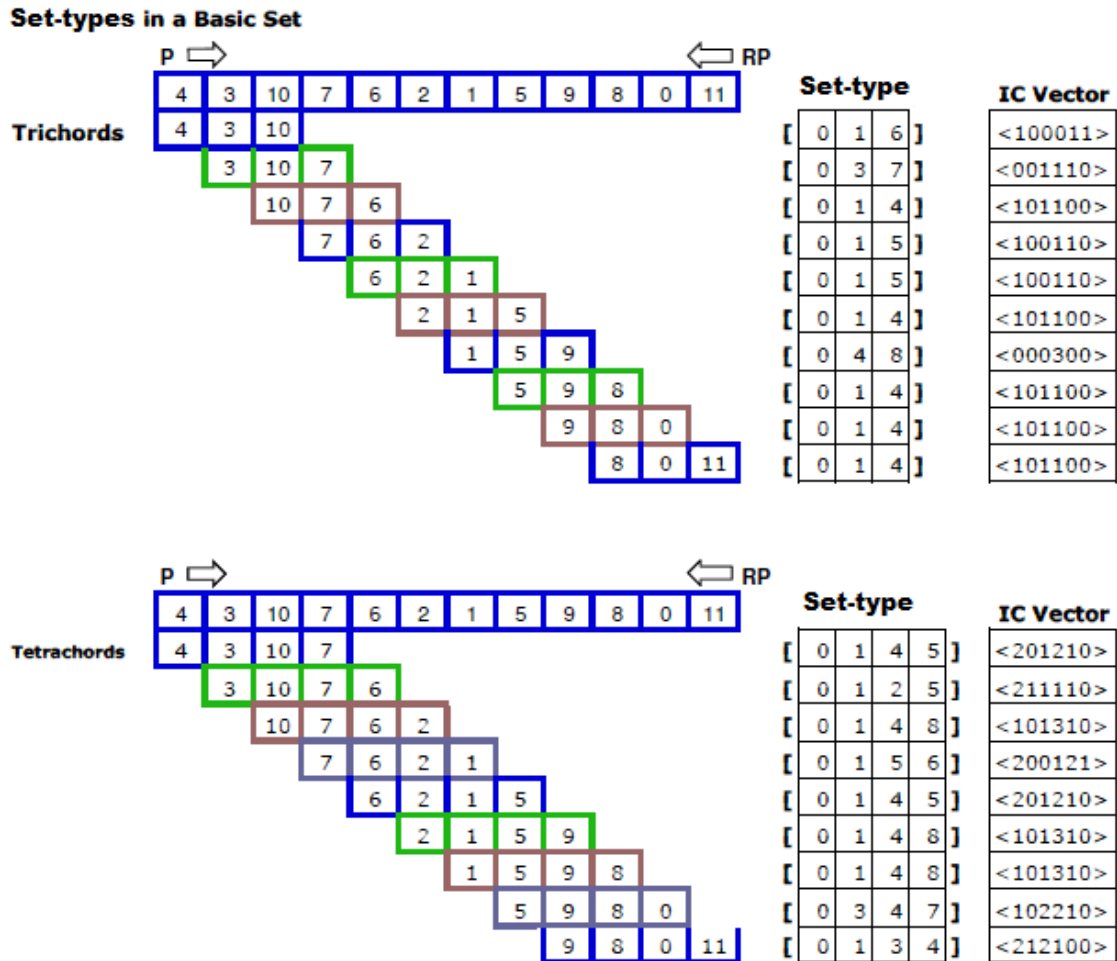 Set-types in a Basic Set
P RP
4 3 10 7 6 2 1 5 9 8 0 11 Set-type IC Vector
Trichords 4 3 10 [ 0 1 6 ] <100011>
3 10 7 [ 0 3 7 ] <001110>
10 7 6 [ 0 1 4 ] <101100>
7 6 2 [ 0 1 5 ] <100110>
6 2 1 [ 0 1 5 ] <100110>
2 1 5 [ 0 1 4 ] <101100>
1 5 9 [ 0 4 8 ] <000300>
5 9 8 [ 0 1 4 ] <101100>
9 8 0 [ 0 1 4 ] <101100>
8 0 11 [ 0 1 4 ] <101100>
P RP
4 3 10 7 6 2 1 5 9 8 0 11 Set-type IC Vector
Tetrachords 4 3 10 7 [ 0 1 4 5 ] <201210>
3 10 7 6 [ 0 1 2 5 ] <211110>
10 7 6 2 [ 0 1 4 8 ] <101310>
7 6 2 1 [ 0 1 5 6 ] <200121>
6 2 1 5 [ 0 1 4 5 ] <201210>
2 1 5 9 [ 0 1 4 8 ] <101310>
1 5 9 8 [ 0 1 4 8 ] <101310>
5 9 8 0 [ 0 3 4 7 ] <102210>
9 8 0 11 [ 0 1 3 4 ] <212100>